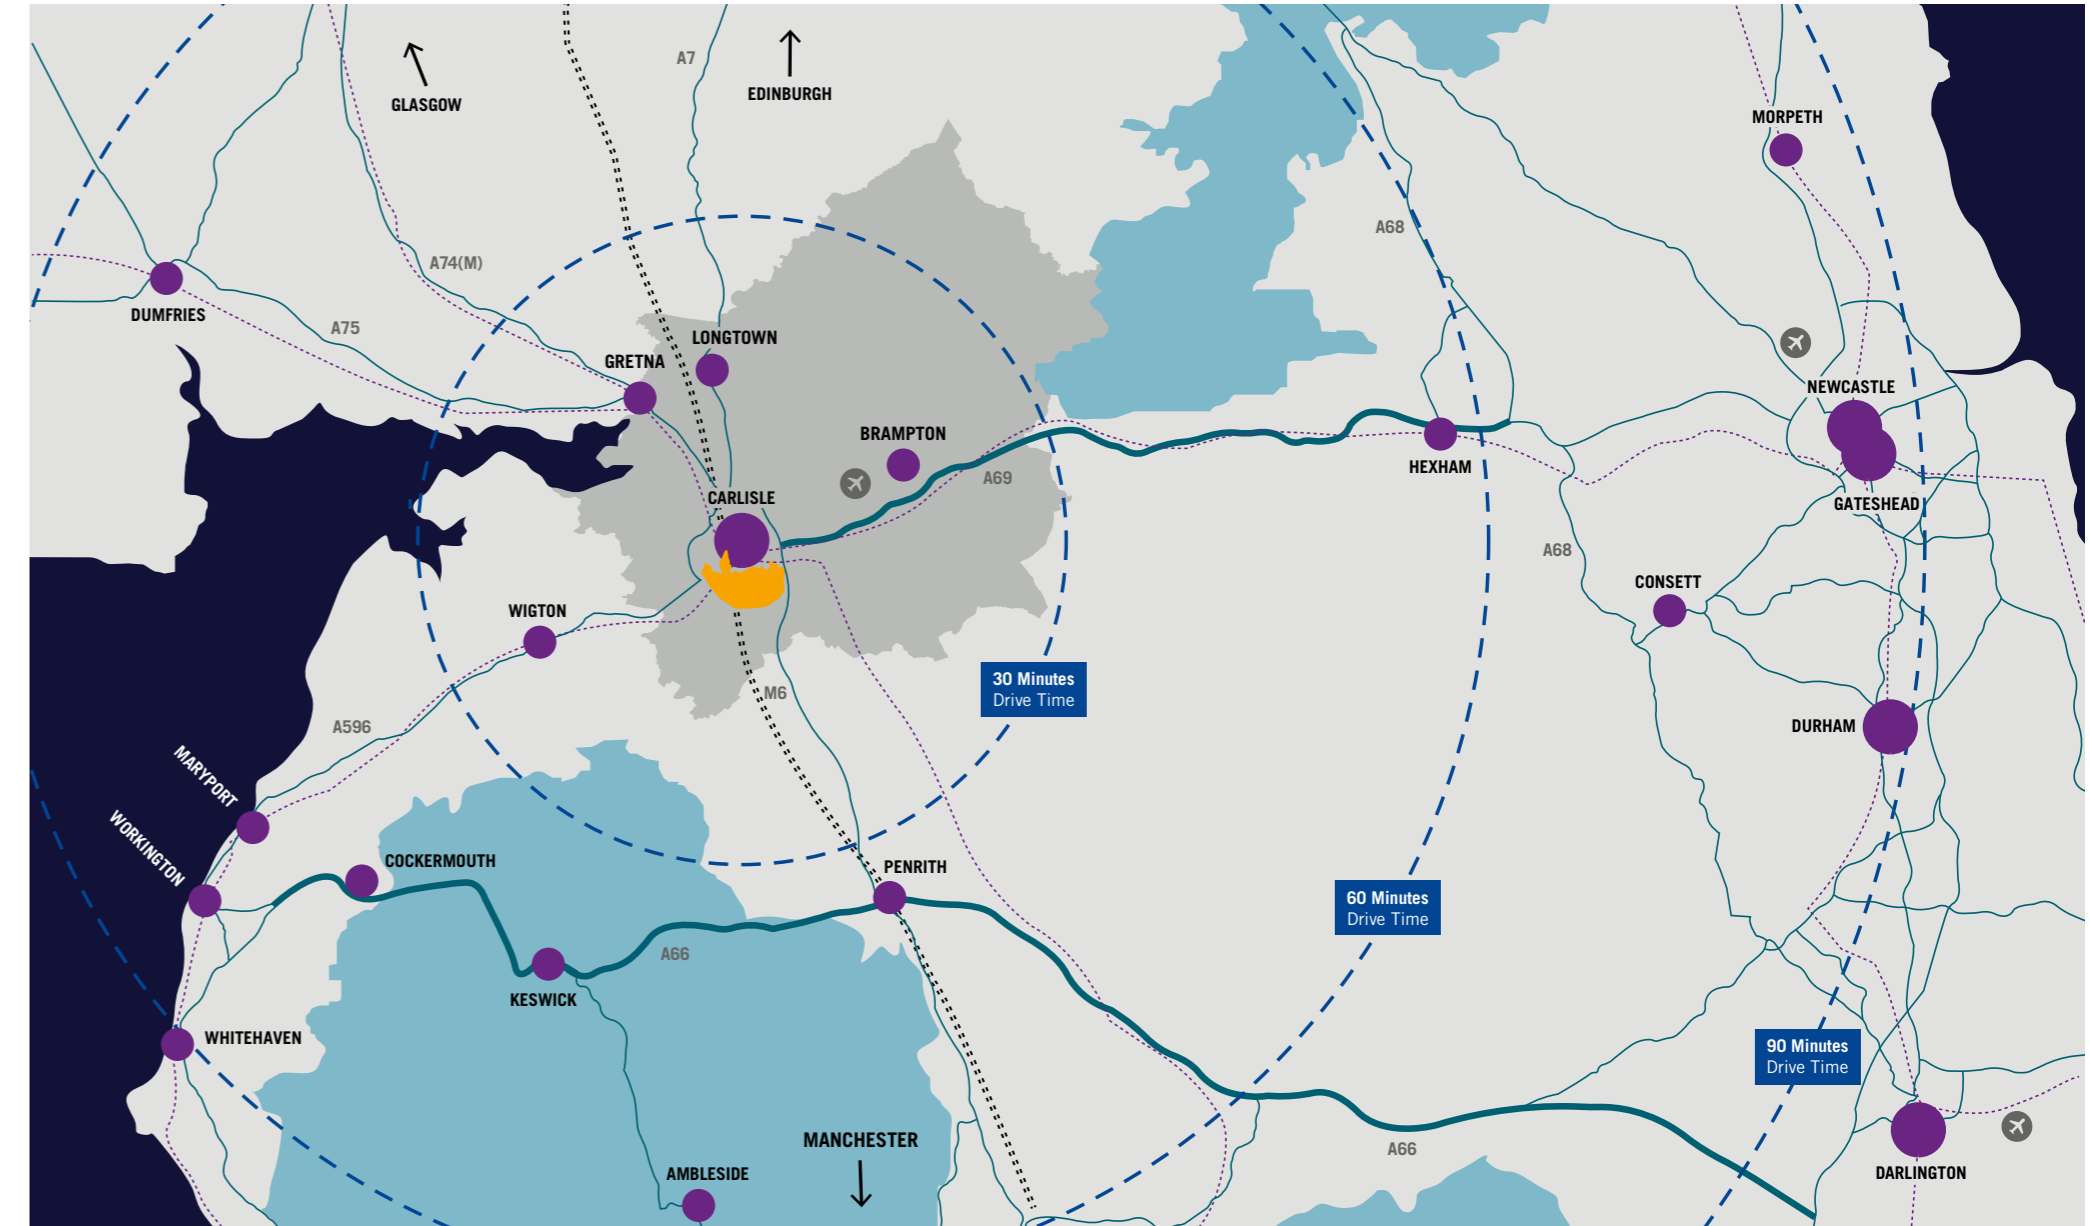 A7
GLASGOW
EDINBURGH
MORPETH
A68
A74(M)
DUMFRIES
A75
LONGTOWN
GRETNA
NEWCASTLE
BRAMPTON
HEXHAM
A69
CARLISLE
GATESHEAD
A68
CONSETT
WIGTON
30 Minutes
Drive Time
M6
A596
DURHAM
MARYPORT
WORKINGTON
COCKERMOUTH
PENRITH
60 Minutes
Drive Time
A66
KESWICK
WHITEHAVEN
90 Minutes
Drive Time
MANCHESTER
A66
AMBLESIDE
DARLINGTON